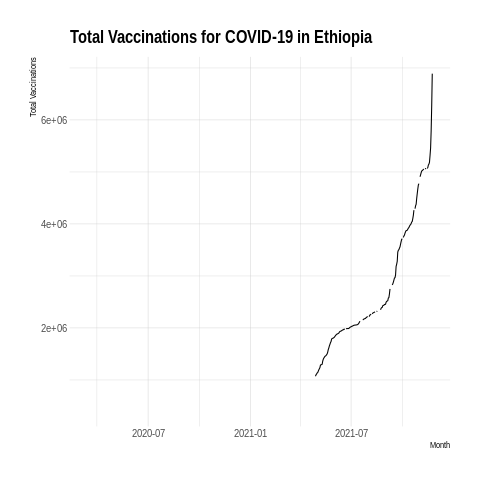 Total Vaccinations for COVID-19 in Ethiopia
Total Vaccinations
6e+06
4e+06
2e+06
2020-07
2021-01
2021-07
Month